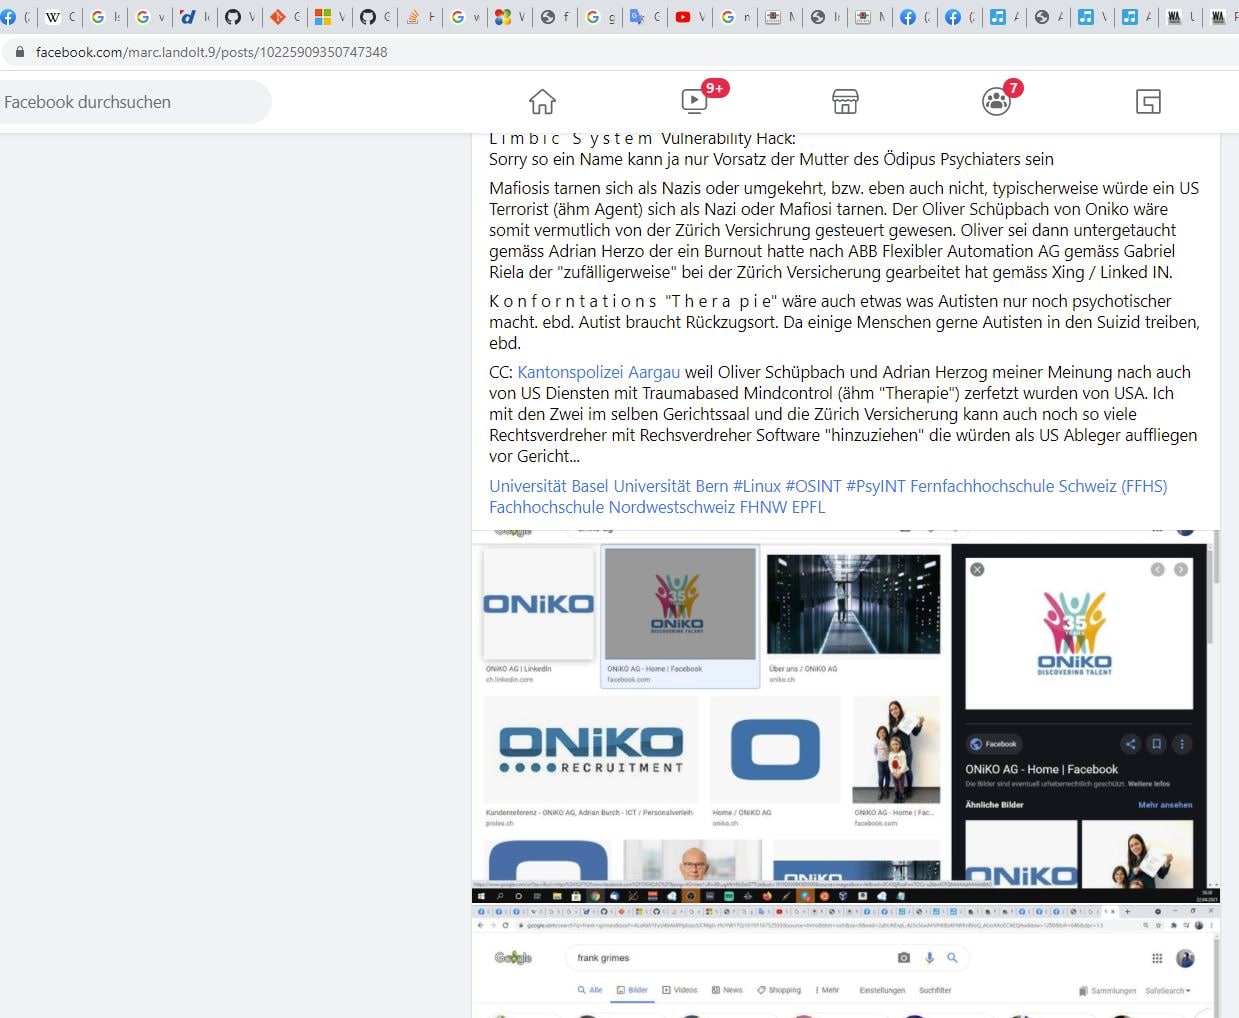 facebook.com/marc.landolt.9/posts/10225909350747348
Facebook durchsuchen
9+
7
L i m b i c  S y s t e m  Vulnerability Hack:
Sorry so ein Name kann ja nur Vorsatz der Mutter des Ödipus Psychiaters sein
Mafiosis tarnen sich als Nazis oder umgekehrt, bzw. eben auch nicht, typischerweise würde ein US
Terrorist (ähm Agent) sich als Nazi oder Mafiosi tarnen. Der Oliver Schüpbach von Oniko wäre
somit vermutlich von der Zürich Versichrung gesteuert gewesen. Oliver sei dann untergetaucht
gemäss Adrian Herzo der ein Burnout hatte nach ABB Flexibler Automation AG gemäss Gabriel
Riela der "zufälligerweise" bei der Zürich Versicherung gearbeitet hat gemäss Xing / Linked IN.
K o n f o r n t a t i o n s  "T h e r a  p i e" wäre auch etwas was Autisten nur noch psychotischer
macht. ebd. Autist braucht Rückzugsort. Da einige Menschen gerne Autisten in den Suizid treiben,
ebd.
CC: Kantonspolizei Aargau weil Oliver Schüpbach und Adrian Herzog meiner Meinung nach auch
von US Diensten mit Traumabased Mindcontrol (ähm "Therapie") zerfetzt wurden von USA. Ich
mit den Zwei im selben Gerichtssaal und die Zürich Versicherung kann auch noch so viele
Rechtsverdreher mit Rechsverdreher Software "hinzuziehen" die würden als US Ableger auffliegen
vor Gericht...
Universität Basel Universität Bern #Linux #OSINT #PsyINT Fernfachhochschule Schweiz (FFHS)
Fachhochschule Nordwestschweiz FHNW EPFL
ONiKO
35
ONiKO
DISCOVERING TALENT
35
YEARS
ONiKO
DISCOVERING TALENT
ONiKO AG | LinkedIn
ch.linkedin.com
ONiKO AG - Home | Facebook
facebook.com
Über uns / ONiKO AG
oniko.ch
ONiKO
RECRUITMENT
Facebook
ONiKO AG - Home | Facebook
Die Bilder sind eventuell urheberrechtlich geschützt. Weitere Infos
Ähnliche Bilder
Mehr ansehen
Kundenreferenz - ONiKO AG, Adrian Burch - ICT / Personalverleih
prolex.ch
Home / ONiKO AG
oniko.ch
ONiKO AG - Home | Fac...
facebook.com
ONiKO
ONiKO
22.04.2021
Google
frank grimes
Alle
Bilder
Videos
News
Shopping
Mehr
Einstellungen
Suchfilter
Sammlungen
SafeSearch